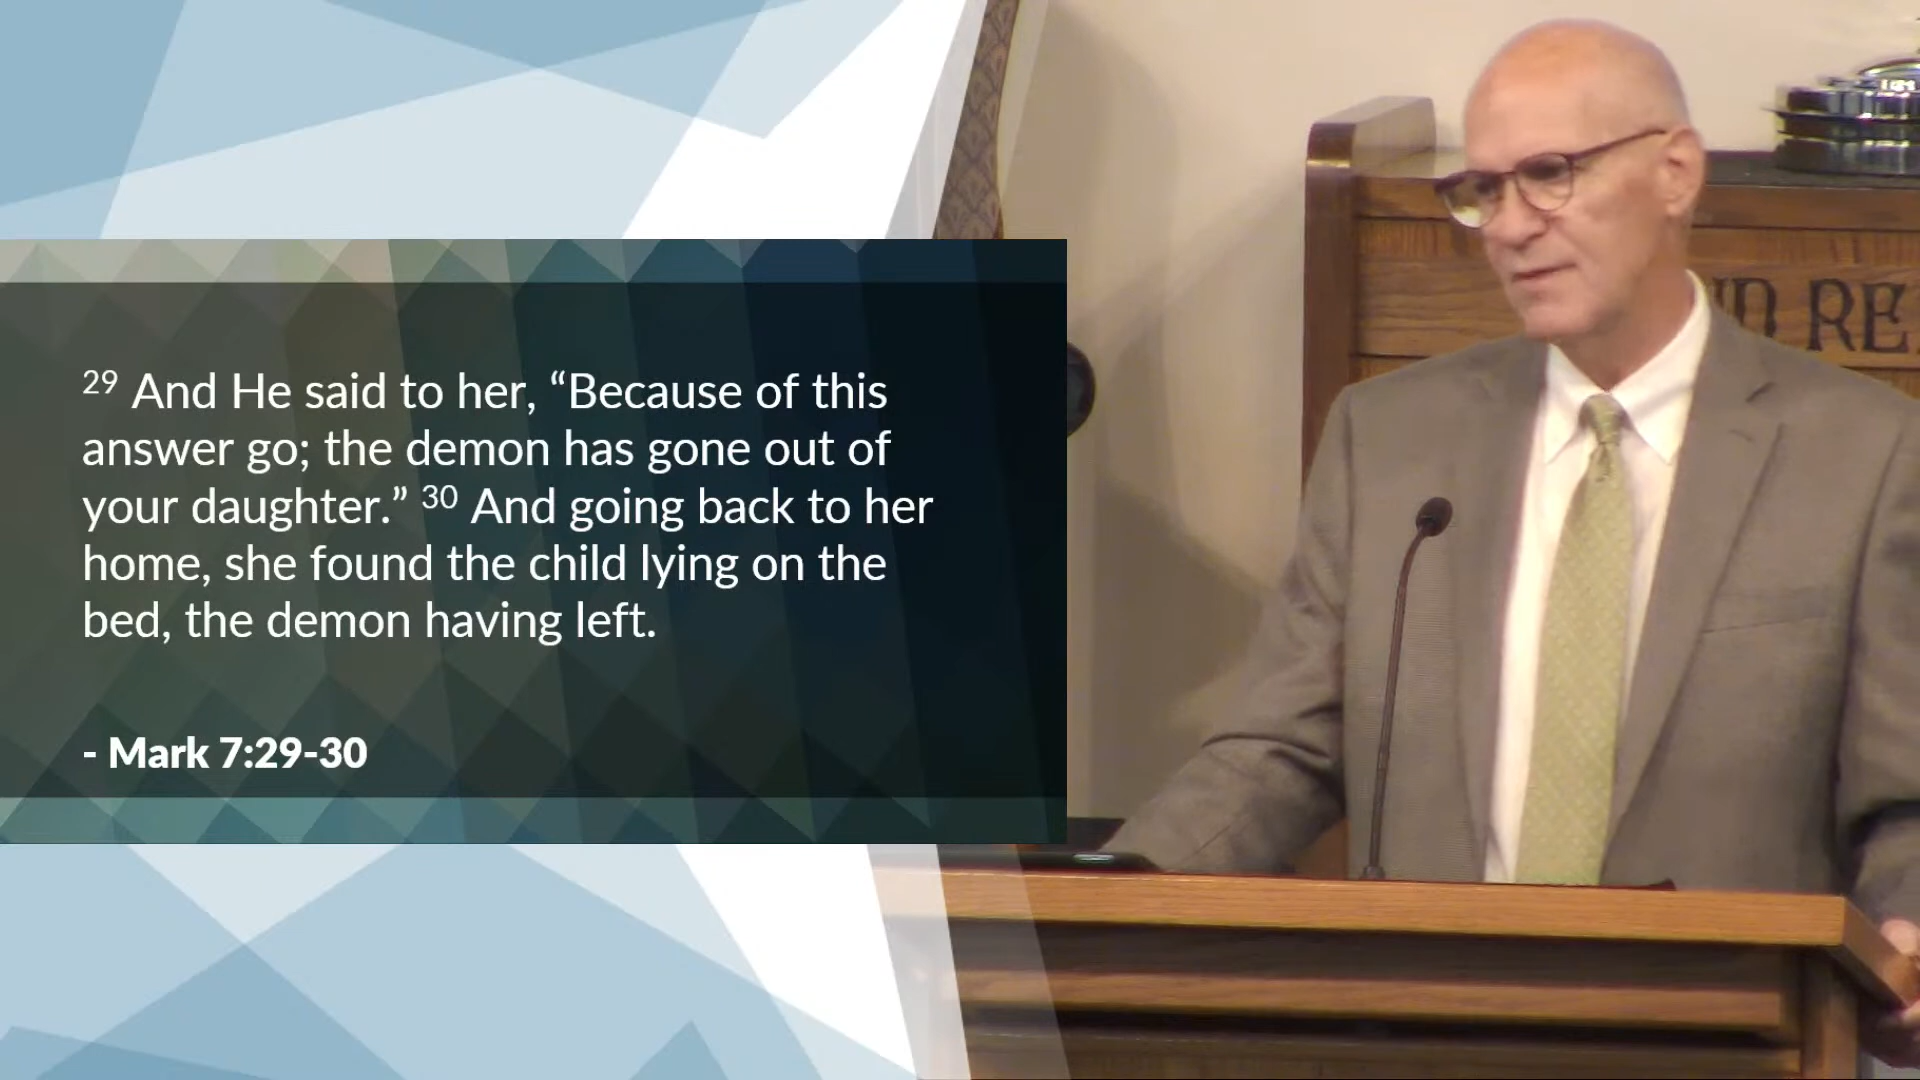 29 And He said to her, “Because of this
answer go; the demon has gone out of
your daughter.” 30 And going back to her
home, she found the child lying on the
bed, the demon having left.
- Mark 7:29-30
RE